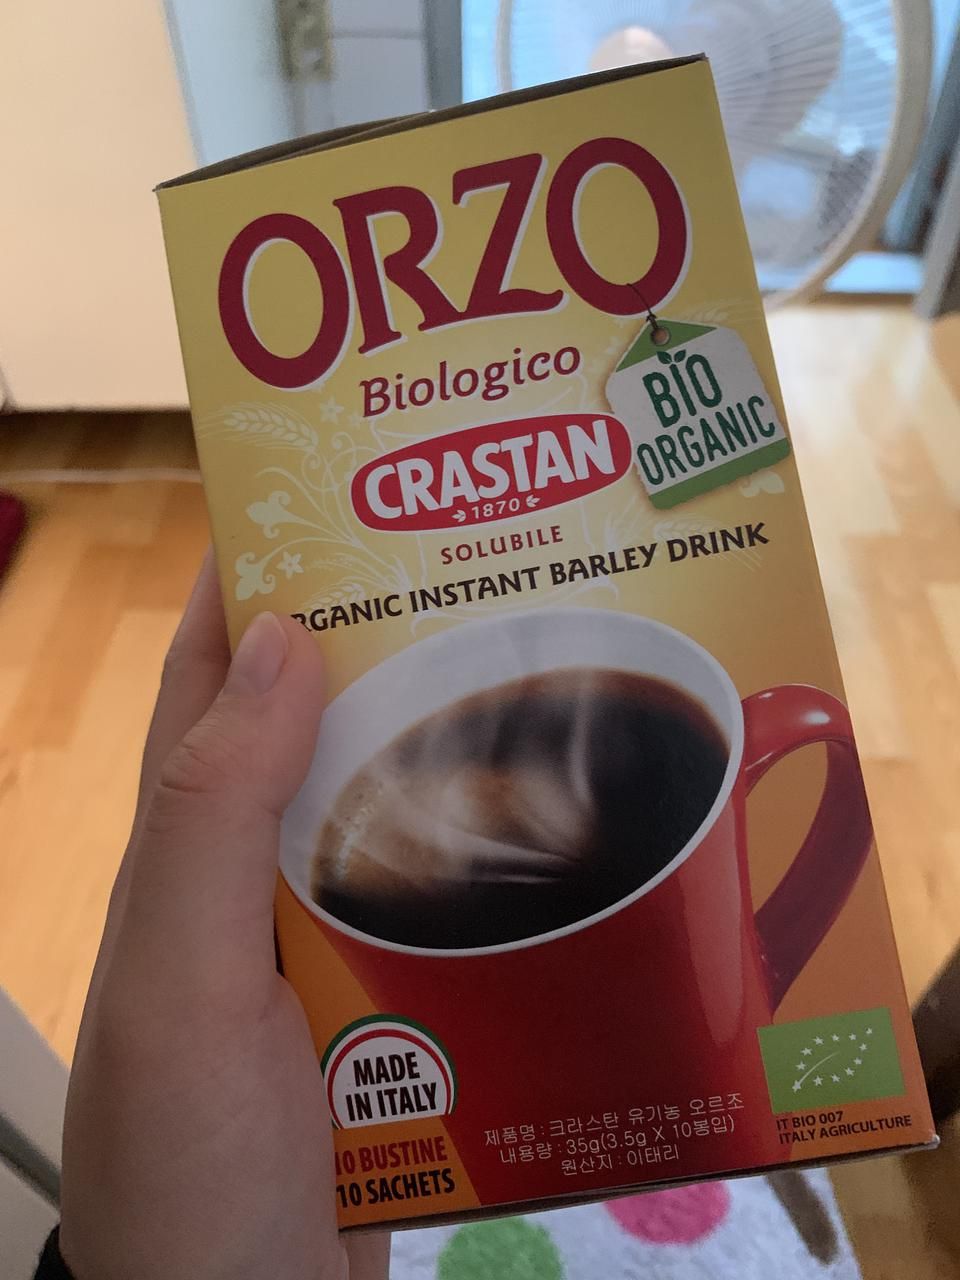 ORZO
Biologico
BIO
ORGANIC
CRASTAN
1870
SOLUBILE
ORGANIC INSTANT BARLEY DRINK
MADE
IN ITALY
10 BUSTINE
10 SACHETS
제품명 : 크라스탄 유기농 오르조
내용량 : 35g(3.5g X 10봉입)
원산지 : 이태리
IT BIO 007
ITALY AGRICULTURE